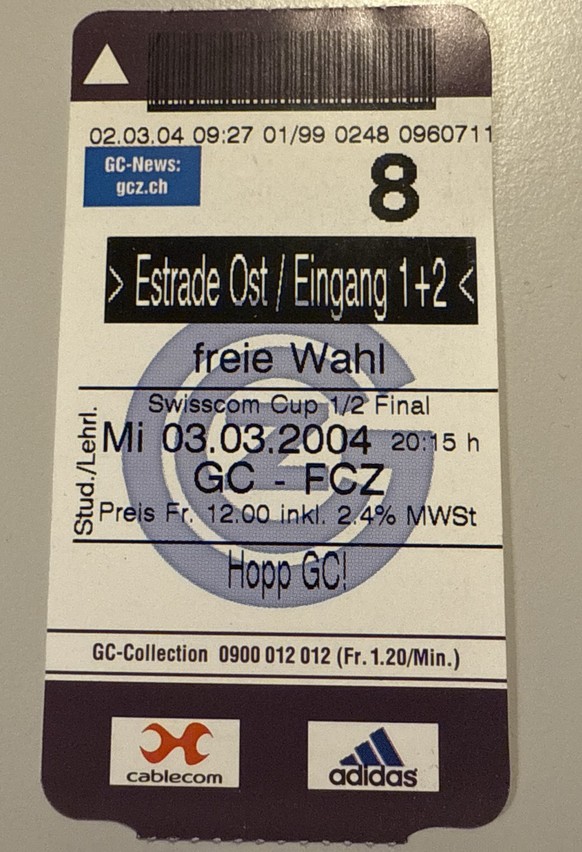 02.03.04 09:27 01/99 0248 0960711
GC-News:
gcz.ch
8
> Estrade Ost / Eingang 1+2 <
freie Wahl
Swisscom Cup 1/2 Final
Stud./Lehrl.
Mi 03.03.2004 20:15 h
GC - FCZ
Preis Fr. 12.00 inkl. 2.4% MWSt
Hopp GC!
GC-Collection 0900 012 012 (Fr. 1.20/Min.)
cablecom
adidas